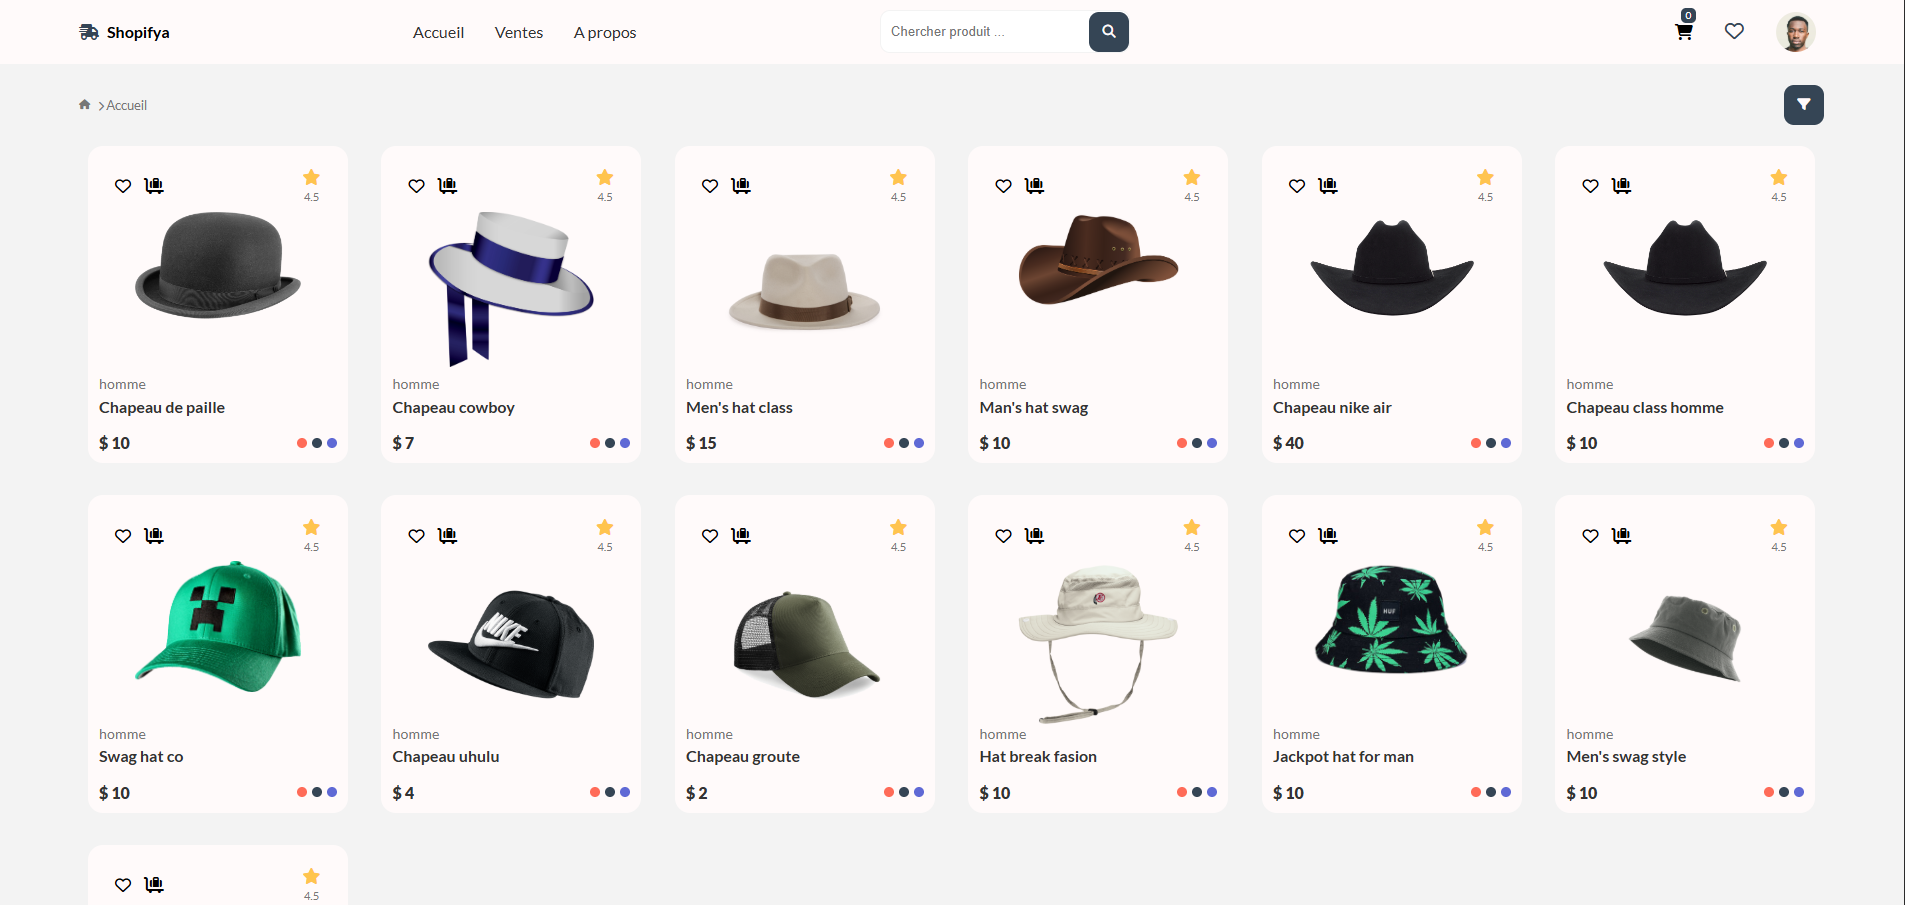 Shopifya
Accueil Ventes A propos
Chercher produit ...
0
Accueil
4.5
homme
Chapeau de paille
$ 10
4.5
homme
Chapeau cowboy
$ 7
4.5
homme
Men's hat class
$ 15
4.5
homme
Man's hat swag
$ 10
4.5
homme
Chapeau nike air
$ 40
4.5
homme
Chapeau class homme
$ 10
4.5
homme
Swag hat co
$ 10
4.5
NIKE
homme
Chapeau uhulu
$ 4
4.5
homme
Chapeau groute
$ 2
4.5
homme
Hat break fasion
$ 10
4.5
HUF
homme
Jackpot hat for man
$ 10
4.5
homme
Men's swag style
$ 10
4.5